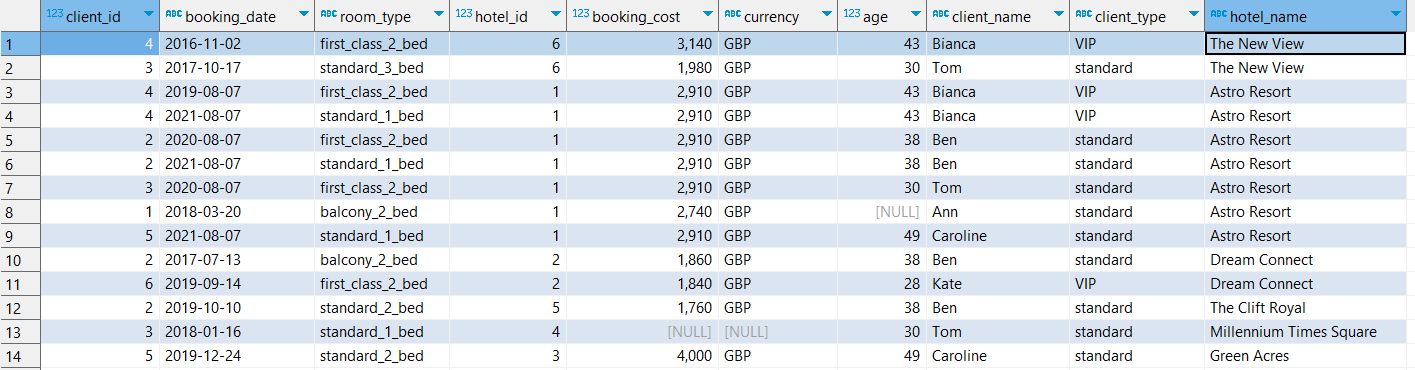 123 client_id ABC booking_date ABC room_type 123 hotel_id 123 booking_cost ABC currency 123 age ABC client_name ABC client_type ABC hotel_name
1 4 2016-11-02 first_class_2_bed 6 3,140 GBP 43 Bianca VIP The New View
2 3 2017-10-17 standard_3_bed 6 1,980 GBP 30 Tom standard The New View
3 4 2019-08-07 first_class_2_bed 1 2,910 GBP 43 Bianca VIP Astro Resort
4 4 2021-08-07 standard_1_bed 1 2,910 GBP 43 Bianca VIP Astro Resort
5 2 2020-08-07 first_class_2_bed 1 2,910 GBP 38 Ben standard Astro Resort
6 2 2021-08-07 standard_1_bed 1 2,910 GBP 38 Ben standard Astro Resort
7 3 2020-08-07 first_class_2_bed 1 2,910 GBP 30 Tom standard Astro Resort
8 1 2018-03-20 balcony_2_bed 1 2,740 GBP [NULL] Ann standard Astro Resort
9 5 2021-08-07 standard_1_bed 1 2,910 GBP 49 Caroline standard Astro Resort
10 2 2017-07-13 balcony_2_bed 2 1,860 GBP 38 Ben standard Dream Connect
11 6 2019-09-14 first_class_2_bed 2 1,840 GBP 28 Kate VIP Dream Connect
12 2 2019-10-10 standard_2_bed 5 1,760 GBP 38 Ben standard The Clift Royal
13 3 2018-01-16 standard_1_bed 4 [NULL] [NULL] 30 Tom standard Millennium Times Square
14 5 2019-12-24 standard_2_bed 3 4,000 GBP 49 Caroline standard Green Acres